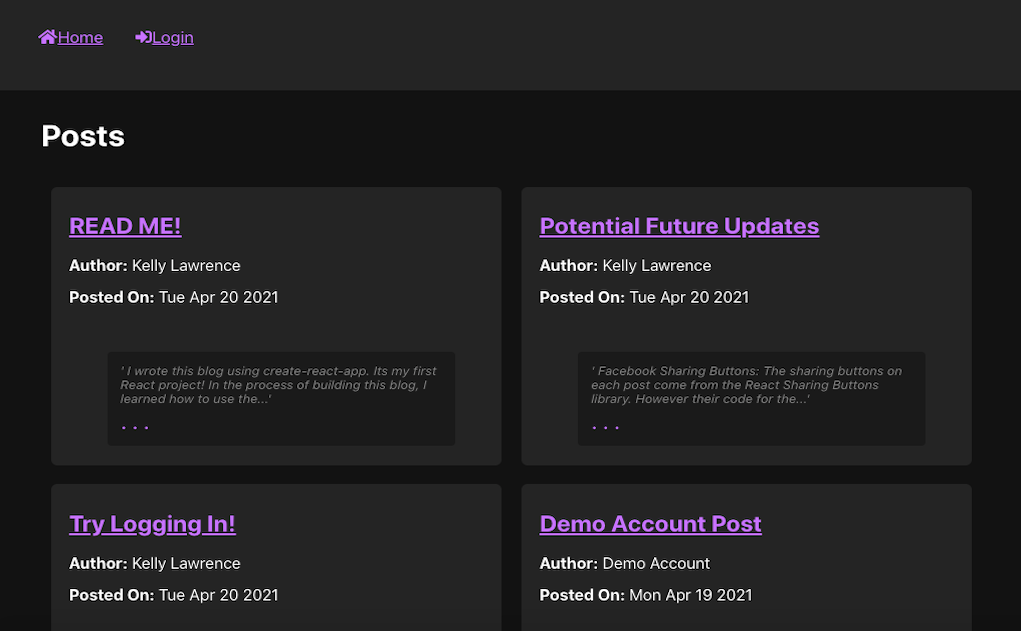 Home Login
Posts
READ ME!
Author: Kelly Lawrence
Posted On: Tue Apr 20 2021
' I wrote this blog using create-react-app. Its my first
React project! In the process of building this blog, I
learned how to use the...'
. . .
Potential Future Updates
Author: Kelly Lawrence
Posted On: Tue Apr 20 2021
' Facebook Sharing Buttons: The sharing buttons on
each post come from the React Sharing Buttons
library. However their code for the...'
. . .
Try Logging In!
Author: Kelly Lawrence
Posted On: Tue Apr 20 2021
Demo Account Post
Author: Demo Account
Posted On: Mon Apr 19 2021